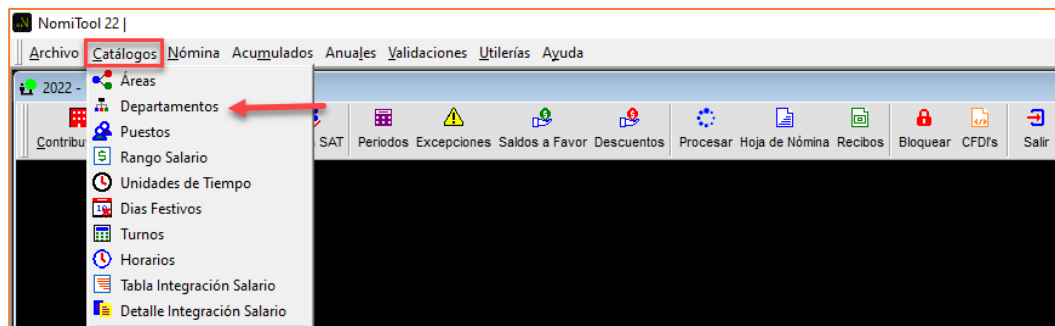 NomiTool 22 |
Archivo Catálogos Nómina Acumulados Anuales Validaciones Utilerías Ayuda
2022 -
Áreas
Departamentos
Puestos
Rango Salario
Unidades de Tiempo
Dias Festivos
Turnos
Horarios
Tabla Integración Salario
Detalle Integración Salario
SAT Periodos Excepciones Saldos a Favor Descuentos Procesar Hoja de Nómina Recibos Bloquear CFDI's Salir